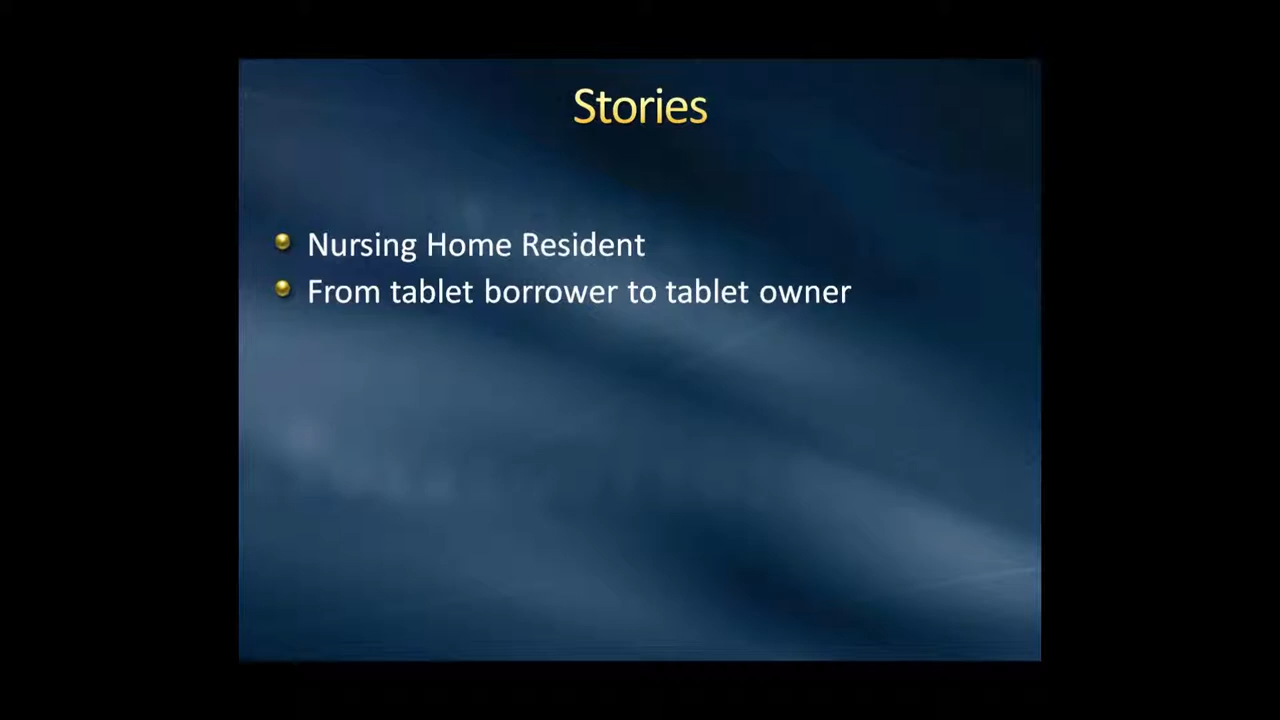 Stories
Nursing Home Resident
From tablet borrower to tablet owner